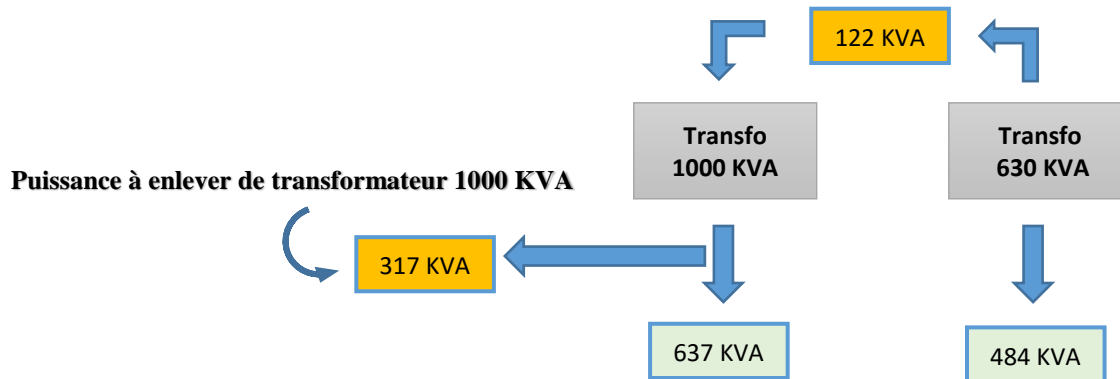 122 KVA
Transfo
1000 KVA
Transfo
630 KVA
Puissance à enlever de transformateur 1000 KVA
317 KVA
637 KVA
484 KVA